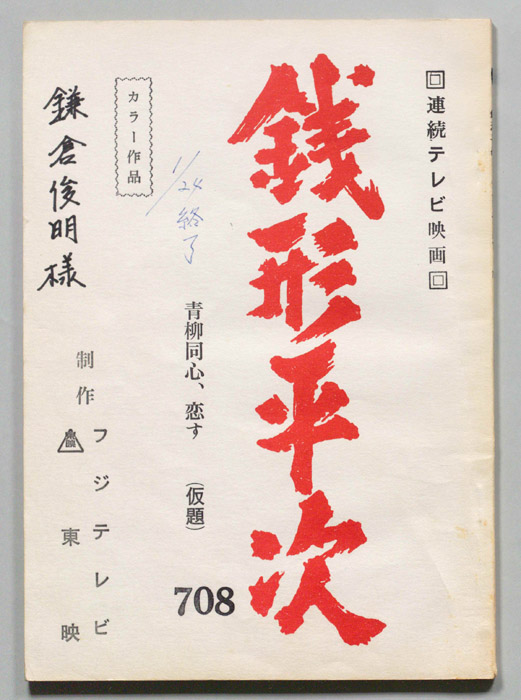 回連続テレビ映画回
銭形平次
青柳同心、恋す
(仮題)
708
1/24 終了
カラー作品
鎌倉俊明様
制作
フジテレビ
東映